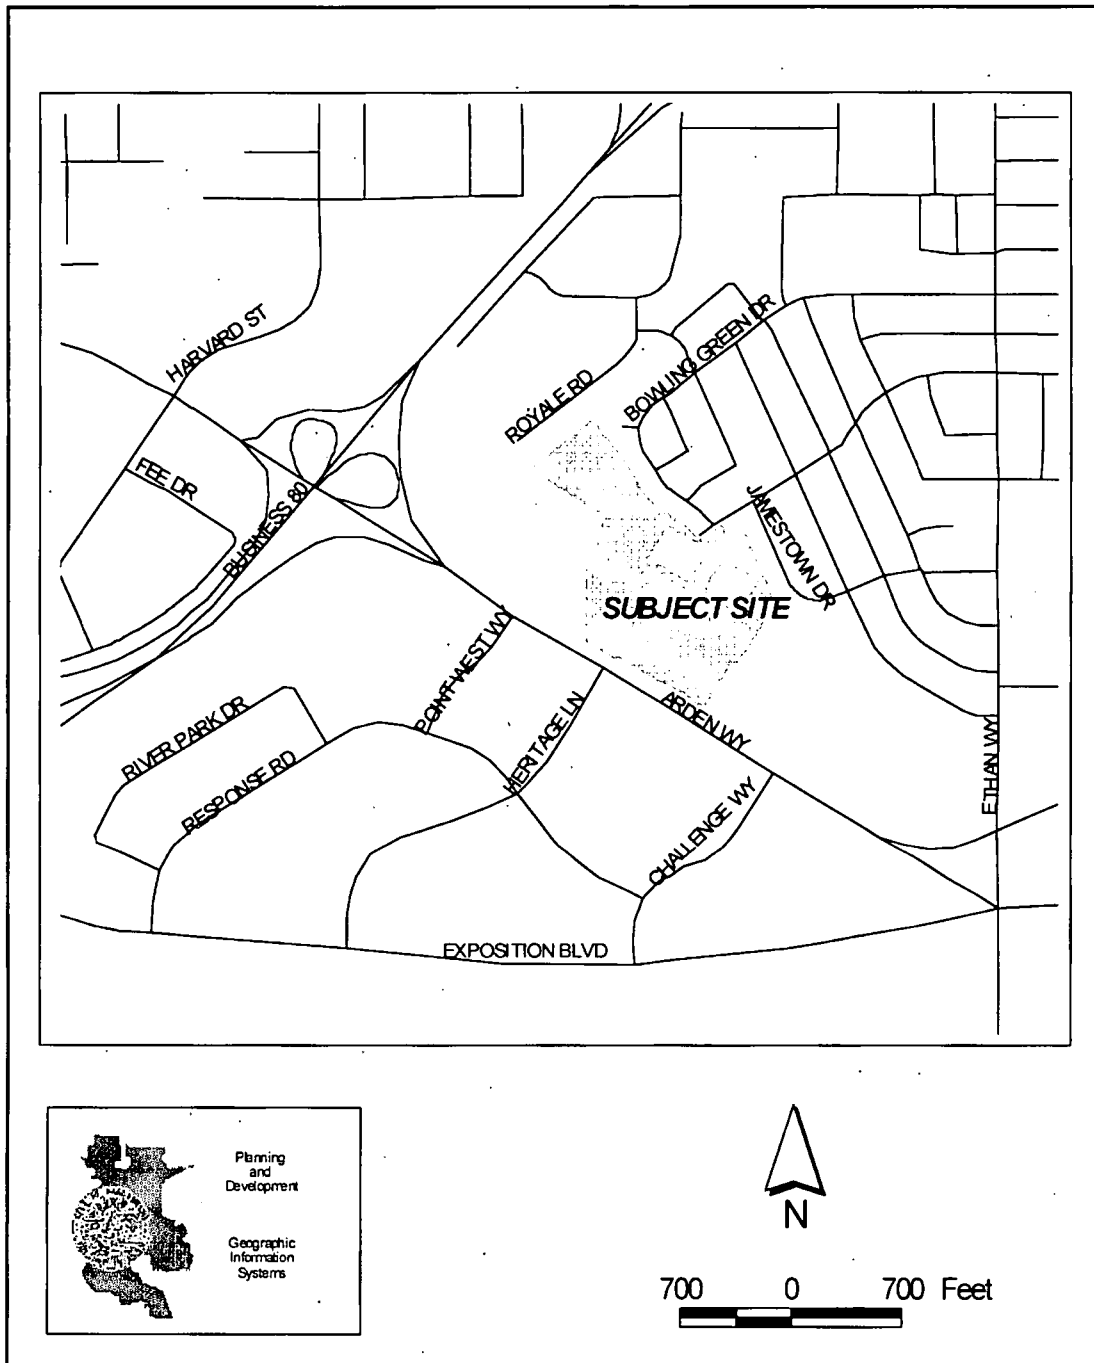 HARVARD ST
ROYALE RD
BOWLING GREEN DR
FEE DR
BUSINESS 80
JAMESTOWN DR
SUBJECT SITE
POINT WEST WY
RIVER PARK DR
RESPONSE RD
HERITAGE LN
ARDEN WY
CHALLENGE WY
ETHAN WY
EXPOSITION BLVD
Planning
and
Development
Geographic
Information
Systems
N
700 0 700 Feet